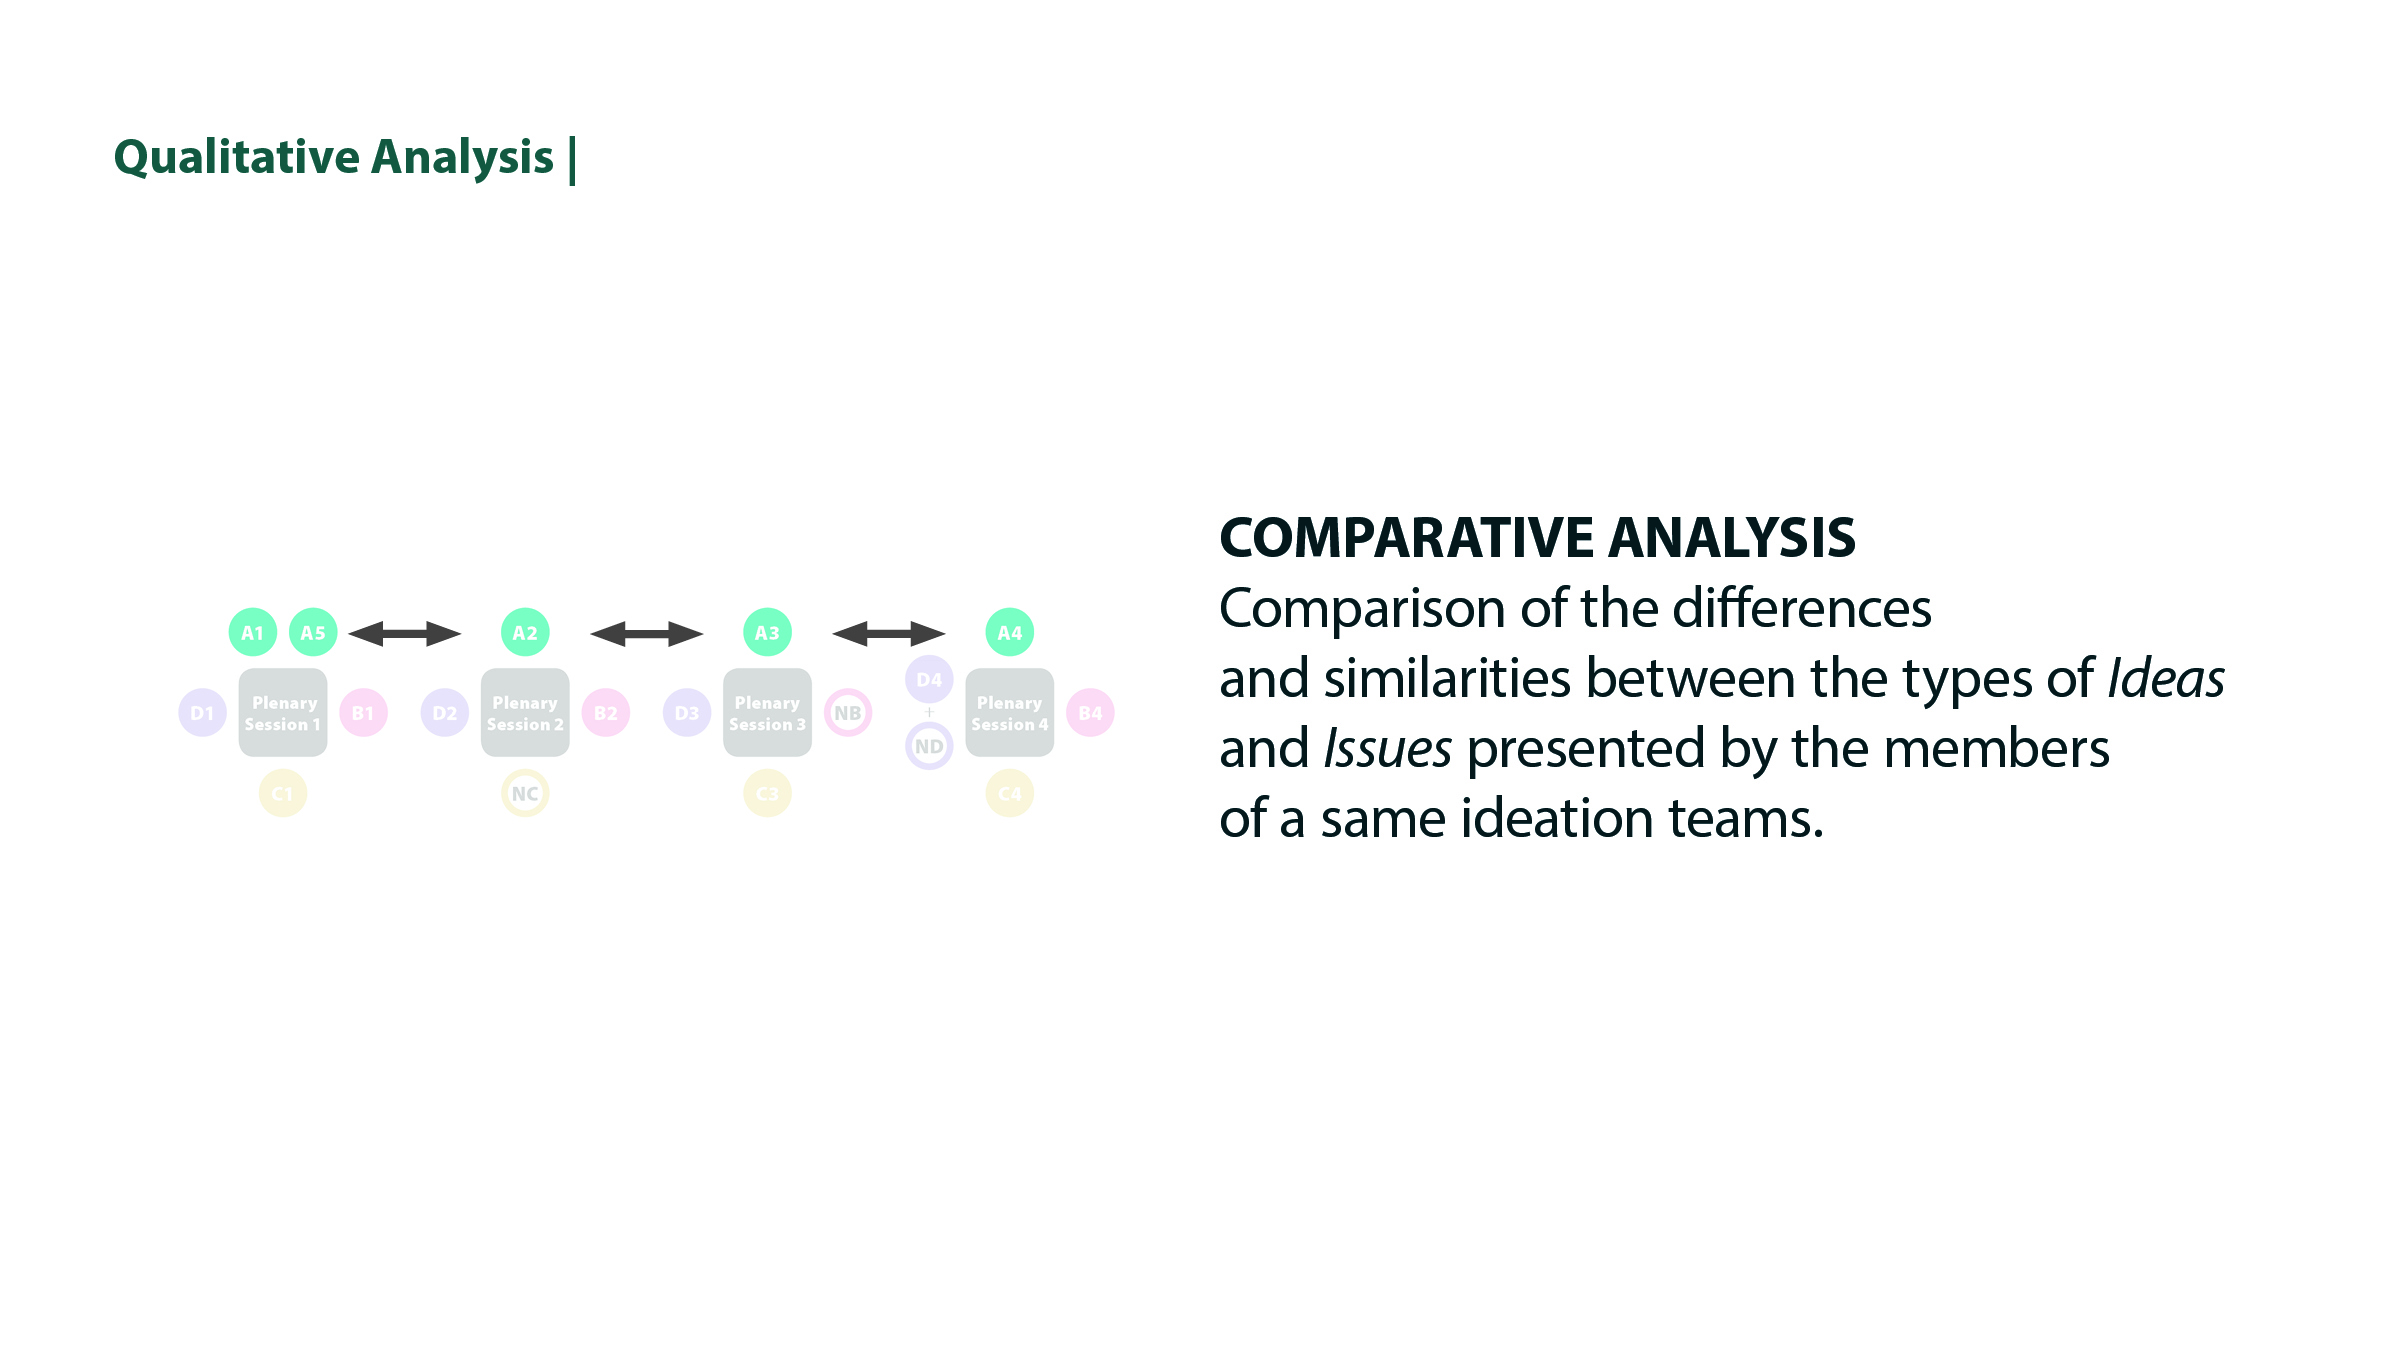 Qualitative Analysis |
COMPARATIVE ANALYSIS
Comparison of the differences
and similarities between the types of Ideas
and Issues presented by the members
of a same ideation teams.
A1 A5 A2 A3 A4
D4
Plenary Plenary Plenary Plenary
D1 B1 D2 B2 D3 NB + B4
Session 1 Session 2 Session 3 Session 4
ND
C1 NC C3 C4